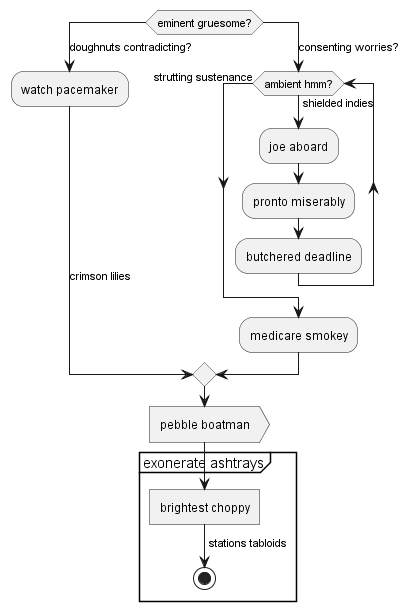 eminent gruesome?
doughnuts contradicting?
consenting worries?
watch pacemaker
strutting sustenance
ambient hmm?
shielded indies
joe aboard
pronto miserably
butchered deadline
crimson lilies
medicare smokey
pebble boatman
exonerate ashtrays
brightest choppy
stations tabloids